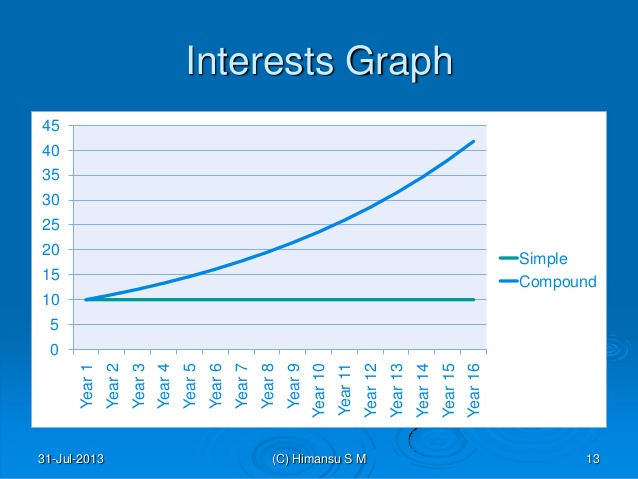 Interests Graph
45
40
35
30
25
20
15
10
5
0
Year 1
Year 2
Year 3
Year 4
Year 5
Year 6
Year 7
Year 8
Year 9
Year 10
Year 11
Year 12
Year 13
Year 14
Year 15
Year 16
Simple
Compound
31-Jul-2013 (C) Himansu S M 13